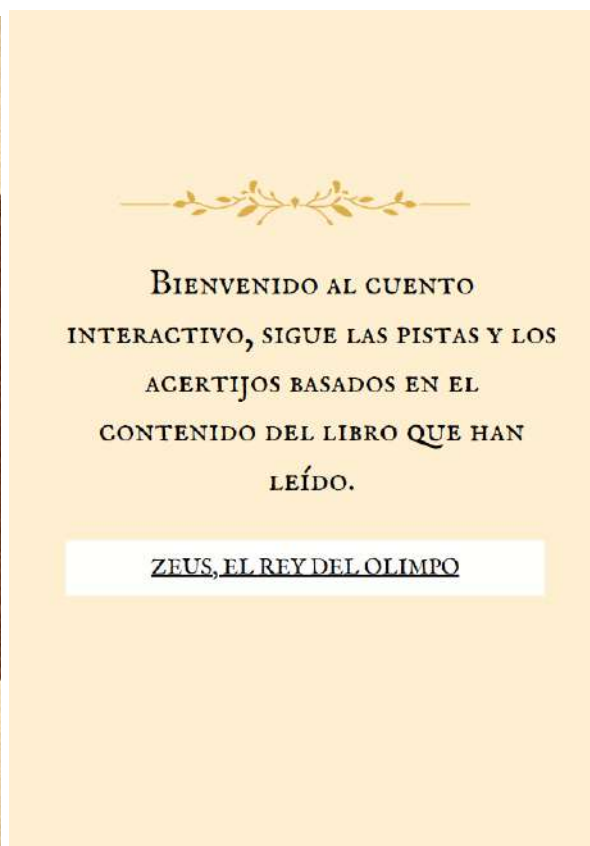 Bienvenido al cuento
interactivo, sigue las pistas y los
acertijos basados en el
contenido del libro que han
leído.
ZEUS, EL REY DEL OLIMPO